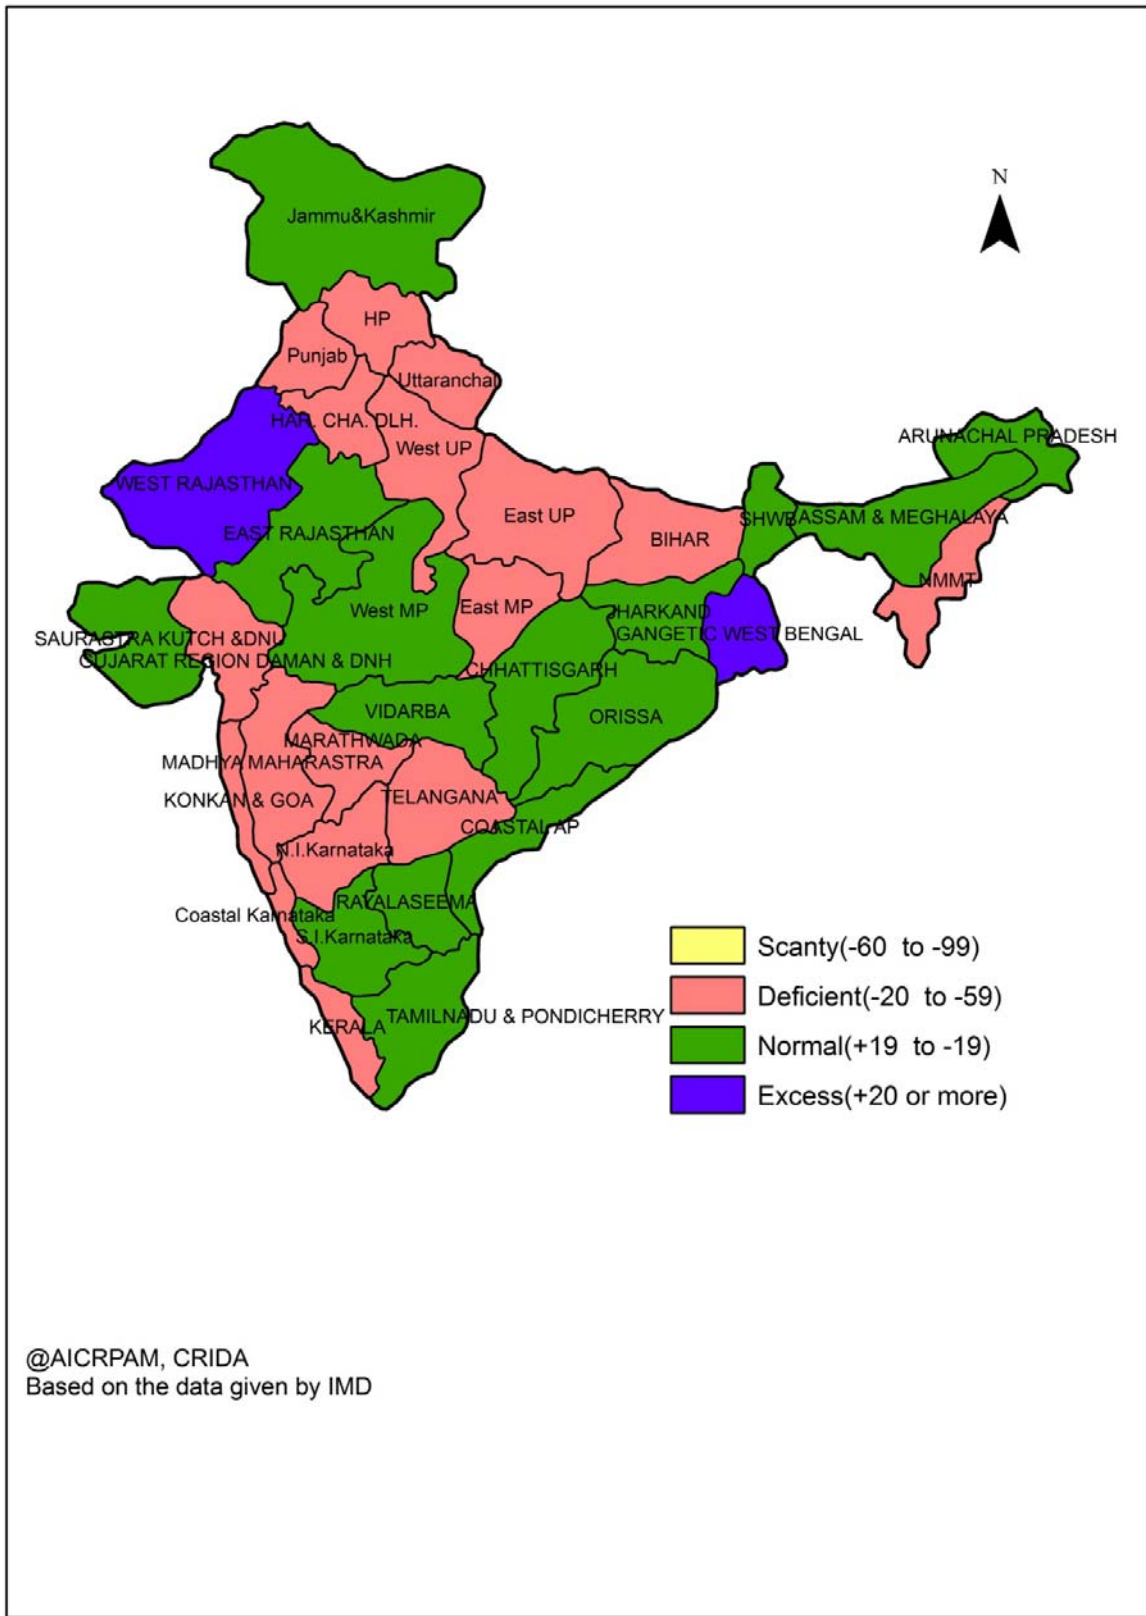 N
Jammu&Kashmir
HP
Punjab
Uttaranchal
HAR. CHA. DLH.
West UP
ARUNACHAL PRADESH
WEST RAJASTHAN
East UP
SHWB
ASSAM & MEGHALAYA
EAST RAJASTHAN
BIHAR
NMMT
West MP
East MP
JHARKAND
GANGETIC WEST BENGAL
SAURASTRA KUTCH &DNU
GUJARAT REGION DAMAN & DNH
CHHATTISGARH
VIDARBA
ORISSA
MARATHWADA
MADHYA MAHARASTRA
KONKAN & GOA
TELANGANA
COASTAL AP
N.I.Karnataka
RAYALASEEMA
Coastal Karnataka
S.I.Karnataka
TAMILNADU & PONDICHERRY
KERALA
Scanty(-60 to -99)
Deficient(-20 to -59)
Normal(+19 to -19)
Excess(+20 or more)
@AICRPAM, CRIDA
Based on the data given by IMD